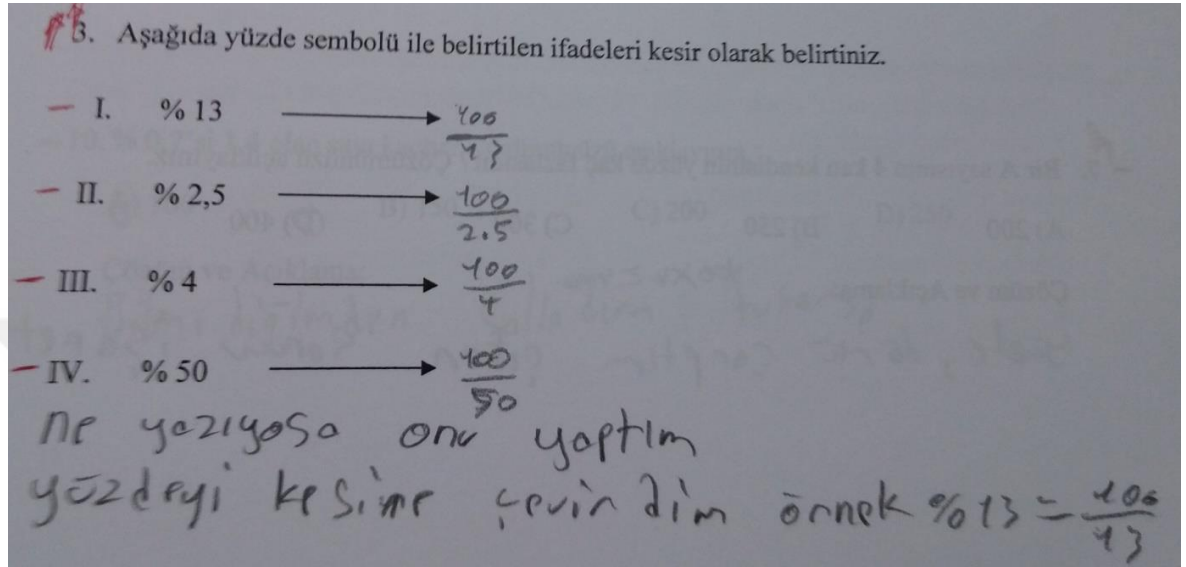 3. Aşağıda yüzde sembolü ile belirtilen ifadeleri kesir olarak belirtiniz.
I. % 13 → 100/13
II. % 2,5 → 100/2.5
III. % 4 → 100/4
IV. % 50 → 100/50
ne yazıyosa onu yaptım
yüzdeyi kesime çevirdim örnek %13 = 100/13